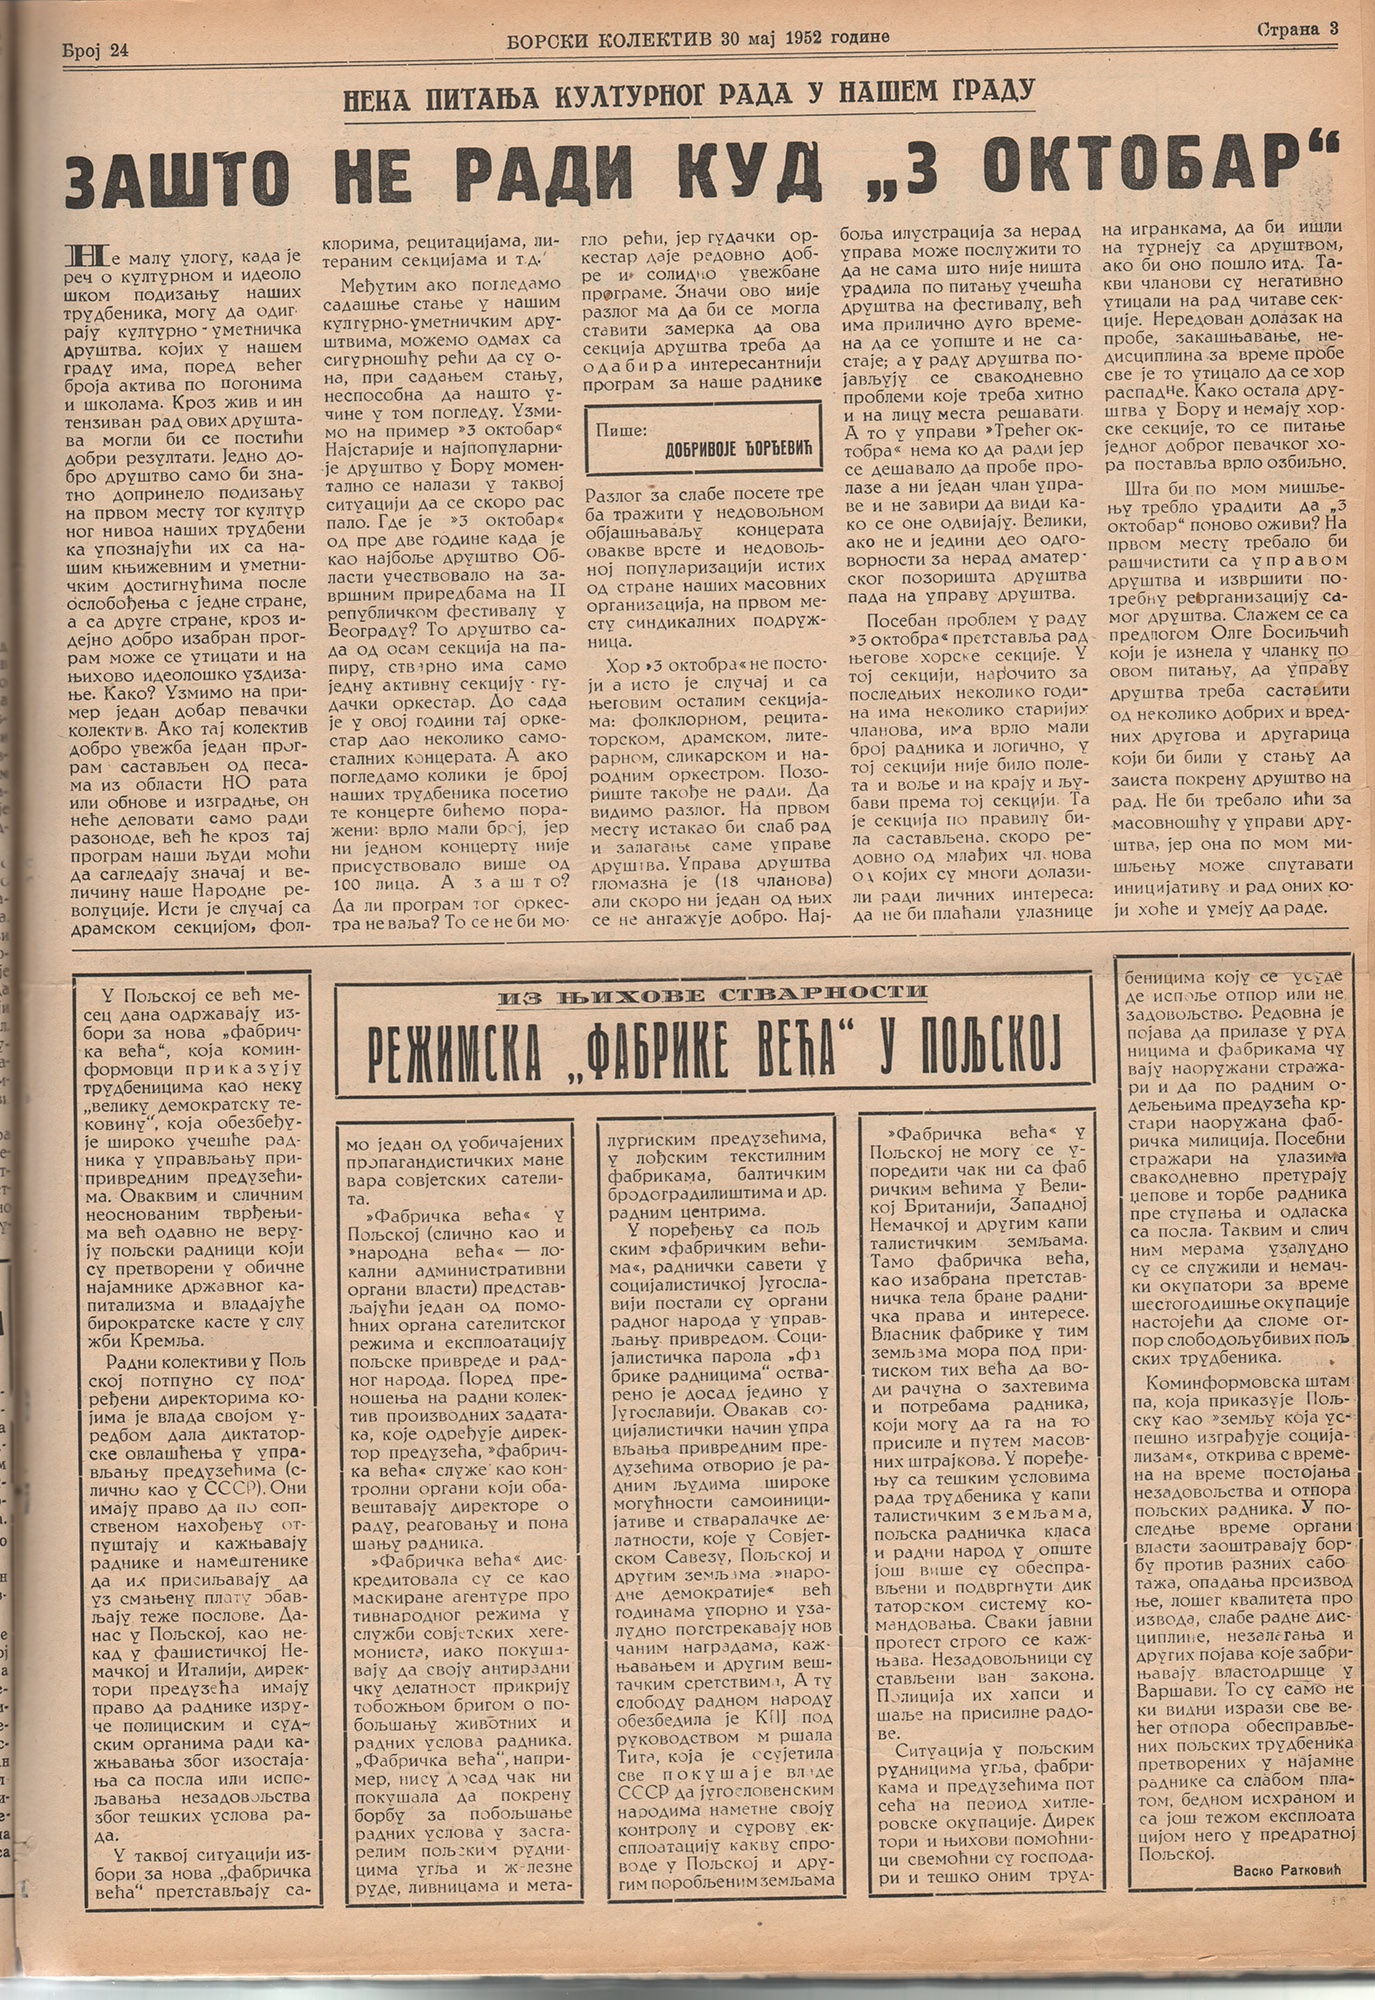 Број 24
БОРСКИ КОЛЕКТИВ 30 мај 1952 године
Страна 3
НЕКА ПИТАЊА КУЛТУРНОГ РАДА У НАШЕМ ГРАДУ
ЗАШТО НЕ РАДИ КУД „3 ОКТОБАР“
Не малу улогу, када је
реч о културном и идеоло
шком подизању наших
трудбеника, могу да одиг
рају културно-уметничка
друштва. којих у нашем
граду има, поред већег
броја актива по погонима
и школама. Кроз жив и ин
тензиван рад ових друшта-
ва могли би се постићи
добри резултати. Једно до-
бро друштво само би зна-
тно допринело подизању
на првом месту тог култур
ног нивоа наших трудбени
ка упознајући их са на-
шим књижевним и уметни-
чким достигнућима после
ослобођења с једне стране,
а са друге стране, кроз и-
дејно добро изабран прог-
рам може се утицати и на
њихово идеолошко уздиза-
ње. Како? Узмимо на при-
мер један добар певачки
колектив. Ако тај колектив
добро увежба један прог-
рам састављен од песа-
ма из области НО рата
или обнове и изградње, он
неће деловати само ради
разоноде, већ ће кроз тај
програм наши људи моћи
да сагледају значај и ве-
личину наше Народне ре-
волуције. Исти је случај са
драмском секцијом, фол-
клорима, рецитацијама, ли-
тераним секцијама и т.д.
Међутим ако погледамо
садашње стање у нашим
културно-уметничким дру-
штвима, можемо одмах са
сигурношћу рећи да су о-
на, при садањем стању,
неспособна да нашто у-
чине у том погледу. Узми-
мо на пример »3 октобар«
Најстарије и најпопуларни-
је друштво у Бору момен-
тално се налази у таквој
ситуацији да се скоро рас
пало. Где је »3 октобар«
од пре две године када је
као најбоље друштво Об-
ласти учествовало на за-
вршним приредбама на II
републичком фестивалу у
Београду? То друштво са-
да од осам секција на па-
пиру, стварно има само
једну активну секцију - гу-
дачки оркестар. До сада
је у овој години тај орке-
стар дао неколико само-
сталних концерата. А ако
погледамо колики је број
наших трудбеника посетио
те концерте бићемо пора-
жени: врло мали број, јер
ни једном концерту није
присуствовало више од
100 лица. А зашто?
Да ли програм тог оркес-
тра не ваља? То се не би мо-
гло рећи, јер гудачки ор-
кестар даје редовно доб-
ре и солидно увежбане
програме. Значи ово није
разлог ма да би се могла
ставити замерка да ова
секција друштва треба да
одабира интересантнији
програм за наше раднике
Пише:
ДОБРИВОЈЕ ЂОРЂЕВИЋ
Разлог за слабе посете тре
ба тражити у недовољном
објашњављу концерата
овакве врсте и недовољ-
ној популаризацији истих
од стране наших масовних
организација, на првом ме-
сту синдикалних подруж-
ница.
Хор »3 октобра« не посто-
ји а исто је случај и са
његовим осталим секција-
ма: фолклорном, рецита-
торском, драмском, лите-
рарном, сликарском и на-
родним оркестром. Позо-
риште такође не ради. Да
видимо разлог. На првом
месту истакао би слаб рад
и залагање саме управе
друштва. Управа друштва
гломазна је (18 чланова)
али скоро ни један од њих
се не ангажује добро. Нај-
боља илустрација за нерад
управа може послужити то
да не сама што није ништа
урадила по питању учешћа
друштва на фестивалу, већ
има прилично дуго време-
на да се уопште и не са-
стаје; а у раду друштва по-
јављују се свакодневно
проблеми које треба хитно
и на лицу места решавати.
А то у управи »Трећег ок-
тобра« нема ко да ради јер
се дешавало да пробе про-
лазе а ни један члан упра-
ве и не завири да види ка-
ко се оне одвијају. Велики,
ако не и једини део одго-
ворности за нерад аматер-
ског позоришта друштва
пада на управу друштва.
Посебан проблем у раду
»3 октобра« претставља рад
његове хорске секције. У
тој секцији, нарочито за
последњих неколико годи-
на има неколико старијих
чланова, има врло мали
број радника и логично, у
тој секцији није било поле-
та и воље и на крају и љу-
бави према тој секцији. Та
је секција по правилу би-
ла састављена. скоро ре-
довно од млађих чланова
од којих су многи долази-
ли ради личних интереса:
да не би плаћали улазнице
на игранкама, да би ишли
на турнеју са друштвом,
ако би оно пошло итд. Та-
кви чланови су негативно
утицали на рад читаве сек-
ције. Нередован долазак на
пробе, закашњавање, не-
дисциплина за време пробе
све је то утицало да се хор
распадне. Како остала дру-
штва у Бору и немају хор-
ске секције, то се питање
једног доброг певачког хо-
ра поставља врло озбиљно.
Шта би по мом мишље-
њу требло урадити да „3
октобар“ поново оживи? На
првом месту требало би
рашчистити са управом
друштва и извршити по-
требну реорганизацију са-
мог друштва. Слажем се са
предлогом Олге Босиљчић
који је изнела у чланку по
овом питању, да управу
друштва треба саставити
од неколико добрих и вред-
них другова и другарица
који би били у стању да
заиста покрену друштво на
рад. Не би требало ићи за
масовношћу у управи дру-
штва, јер она по мом ми-
шљењу може спутавати
иницијативу и рад оних ко-
ји хоће и умеју да раде.
ИЗ ЊИХОВЕ СТВАРНОСТИ
РЕЖИМСКА „ФАБРИКЕ ВЕЋА“ У ПОЉСКОЈ
У Пољској се већ ме-
сец дана одржавају из-
бори за нова „фабрич-
ка већа“, која комин-
формовци приказују
трудбеницима као неку
„велику демократску те-
ковину“, која обезбеђу-
је широко учешће рад-
ника у управљању при-
привредним предузећи-
ма. Оваквим и сличним
неоснованим тврђењи-
ма већ одавно не веру-
ју пољски радници који
су претворени у обичне
најамнике државног ка-
питализма и владајуће
бирократске касте у слу
жби Кремља.
Радни колективи у Пољ
ској потпуно су под-
ређени директорима ко-
јима је влада својом у-
редбом дала диктатор-
ске овлашћења у упра-
вљању предузећима (с-
лично као у СССР). Они
имају право да по соп-
ственом нахођењу от-
пуштају и кажњавају
раднике и намештенике
да их присиљавају да
уз смањену плату обав-
љају теже послове. Да-
нас у Пољској, као не-
кад у фашистичкој Не-
мачкој и Италији, дирек-
тори предузећа имају
право да раднике изру-
че полициским и суд-
ским органима ради ка-
жњавања због изостаја-
ња са посла или испо-
љавања незадовољства
због тешких услова ра-
да.
У таквој ситуацији из-
бори за нова „фабричка
већа“ претстављају са-
мо један од уобичајених
пропагандистичких мане
вара совјетских сатели-
та.
»Фабричка већа« у
Пољској (слично као и
»народна већа« — ло-
кални административни
органи власти) представ-
љајући један од помо-
ћних органа сателитског
режима и експлоатацију
пољске привреде и рад-
ног народа. Поред пре-
ношења на радни колек-
тив производних задата-
ка, које одређује дирек-
тор предузећа, »фабрич-
ка већа« служе као кон-
тролни органи који оба-
вештавају директоре о
раду, реаговању и пона
шању радника.
»Фабричка већа« дис-
кредитовала су се као
маскиране агентуре про
тивнародног режима у
служби совјетских хеге-
мониста, иако покуша-
вају да своју антирадни
чку делатност прикрију
тобожњом бригом о по-
бољшању животних и
радних услова радника.
„Фабричка већа“, напри-
мер, нису досад чак ни
покушала да покрену
борбу за побољшање
радних услова у заста-
релим пољским рудни-
цима угља и железне
руде, ливницама и мета-
лургиским предузећима,
у лођским текстилним
фабрикама, балтичким
бродоградилиштима и др.
радним центрима.
У поређењу са пољ
ским »фабричким већи-
ма«, раднички савети у
социјалистичкој Југосла-
вији постали су органи
радног народа у управ-
љању привредом. Соци-
јалистичка парола „фа
брике радницима“ оства-
рено је досад једино у
Југославији. Овакав со-
цијалистички начин упра
вљања привредним пре-
дузећима отворио је ра-
дним људима широке
могућности самоиници-
јативе и стваралачке де-
латности, које у Совјет-
ском Савезу, Пољској и
другим земљама »наро-
дне демократије« већ
годинама упорно и уза-
лудно потстрекавају нов
чаним наградама, каж-
њавањем и другим веш-
тачким сретствима, А ту
слободу радном народу
обезбедила је КПЈ под
руководством м ршала
Тита, која је осујетила
све покушаје владе
СССР да југословенским
народима наметне своју
контролу и сурову ек-
сплоатацију какву спро-
воде у Пољској и дру-
гим поробљеним земљама
»Фабричка већа« у
Пољској не могу се у-
поредити чак ни са фаб
ричким већима у Вели-
кој Британији, Западној
Немачкој и другим капи
талистичким земљама.
Тамо фабричка већа,
као изабрана претстав-
ничка тела бране радни-
чка права и интересе.
Власник фабрике у тим
земљама мора под при-
тиском тих већа да во-
ди рачуна о захтевима
и потребама радника,
који могу да га на то
присиле и путем масов-
них штрајкова. У поређе-
њу са тешким условима
рада трудбеника у капи
талистичким земљама,
пољска радничка класа
и радни народ у опште
још више су обесправ-
љени и подвргнути дик
таторском систему ко-
мандовања. Сваки јавни
протест строго се каж-
њава. Незадовољници су
стављени ван закона.
Полиција их хапси и
шаље на присилне радо-
ве.
Ситуација у пољским
рудницима угља, фабри-
кама и предузећима пот
сећа на период хитле-
ровске окупације. Дирек
тори и њихови помоћни-
ци свемоћни су господа-
ри и тешко оним труд-
беницима коју се усуде
де испоље отпор или не
задовољство. Редовна је
појава да прилазе у руд
ницима и фабрикама чу
вају наоружани стража-
ри и да по радним о-
дељењима предузећа кр-
стари наоружана фаб-
ричка милиција. Посебни
стражари на улазима
свакодневно претурају
џепове и торбе радника
пре ступања и одласка
са посла. Таквим и слич
ним мерама узалудно
су се служили и немач-
ки окупатори за време
шестогодишње окупације
настојећи да сломе от-
пор слободољубивих пољ
ских трудбеника.
Коминформовска штам
па, која приказује Пољ-
ску као »земљу која ус-
пешно изграђује соција-
лизам«, открива с време-
на на време постојања
незадовољства и отпора
пољских радника. У по-
следње време органи
власти заоштравају бор-
бу против разних сабо
тажа, опадања производ
ње, лошег квалитета про
извода, слабе радне дис-
циплине, незалагања и
других појава које забри-
њавају властодршце у
Варшави. То су само не
ки видни изрази све ве-
ћег отпора обесправље-
них пољских трудбеника
претворених у најамне
раднике са слабом пла-
том, бедном исхраном и
са још тежом експлоата
цијом него у предратној
Пољској.
Васко Ратковић